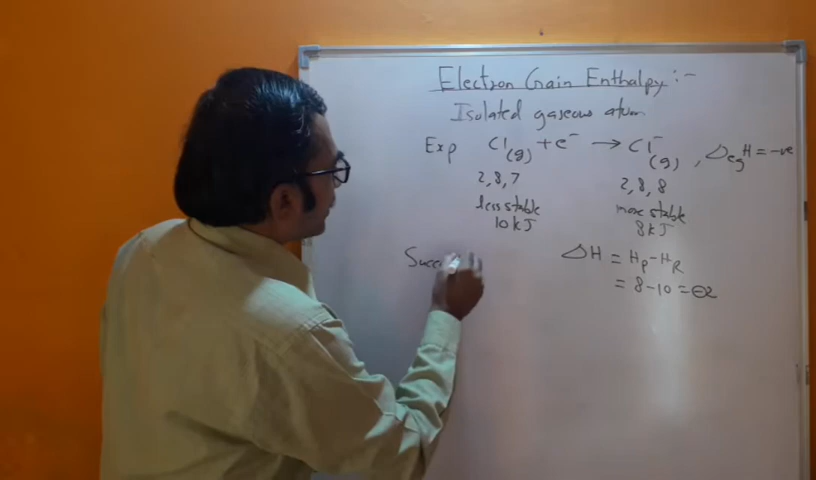 Electron Gain Enthalpy:-
Isolated gaseous atom
Exp Cl(g) + e⁻ → Cl⁻(g), ΔegH = -ve
2,8,7 2,8,8
less stable more stable
10 kJ 8 kJ
ΔH = Hp - HR
= 8 - 10 = ⊖2
Succ